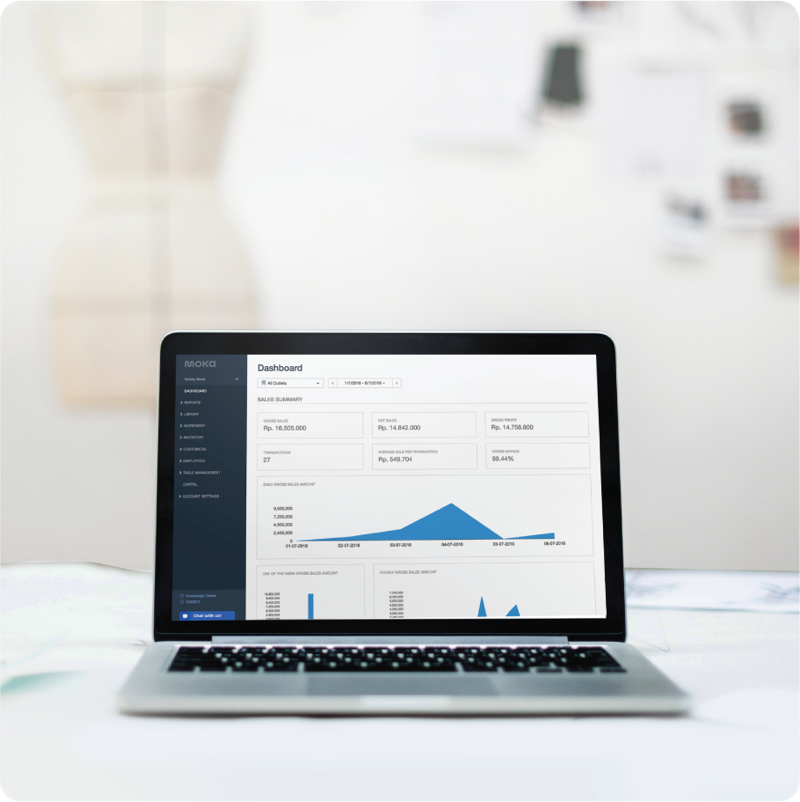 MOKA
DASHBOARD
REPORTS
LIBRARY
INGREDIENT
INVENTORY
CUSTOMERS
EMPLOYEES
TABLE MANAGEMENT
CAPITAL
ACCOUNT SETTINGS
Knowledge Center
Chat with us!
Dashboard
All Outlets
1/7/2018 - 6/7/2018
SALES SUMMARY
GROSS SALES
Rp. 16.505.000
NET SALES
Rp. 14.842.000
GROSS PROFIT
Rp. 14.758.800
TRANSACTIONS
27
AVERAGE SALE PER TRANSACTION
Rp. 549.704
GROSS MARGIN
99.44%
DAILY GROSS SALES AMOUNT
9,600,000
7,200,000
4,800,000
2,400,000
0
01-07-2018 02-07-2018 03-07-2018 04-07-2018 05-07-2018 06-07-2018
DAY OF THE WEEK GROSS SALES AMOUNT
HOURLY GROSS SALES AMOUNT